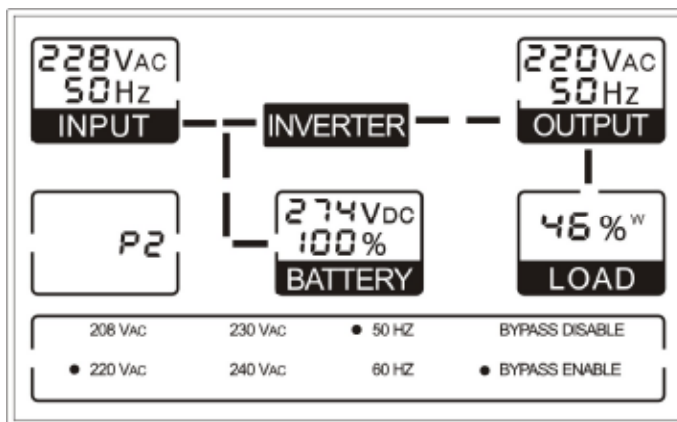 228VAC
50Hz
INPUT
INVERTER
220VAC
50Hz
OUTPUT
P2
274VDC
100%
BATTERY
46%W
LOAD
208 VAC 230 VAC ● 50 HZ BYPASS DISABLE
● 220 VAC 240 VAC 60 HZ ● BYPASS ENABLE